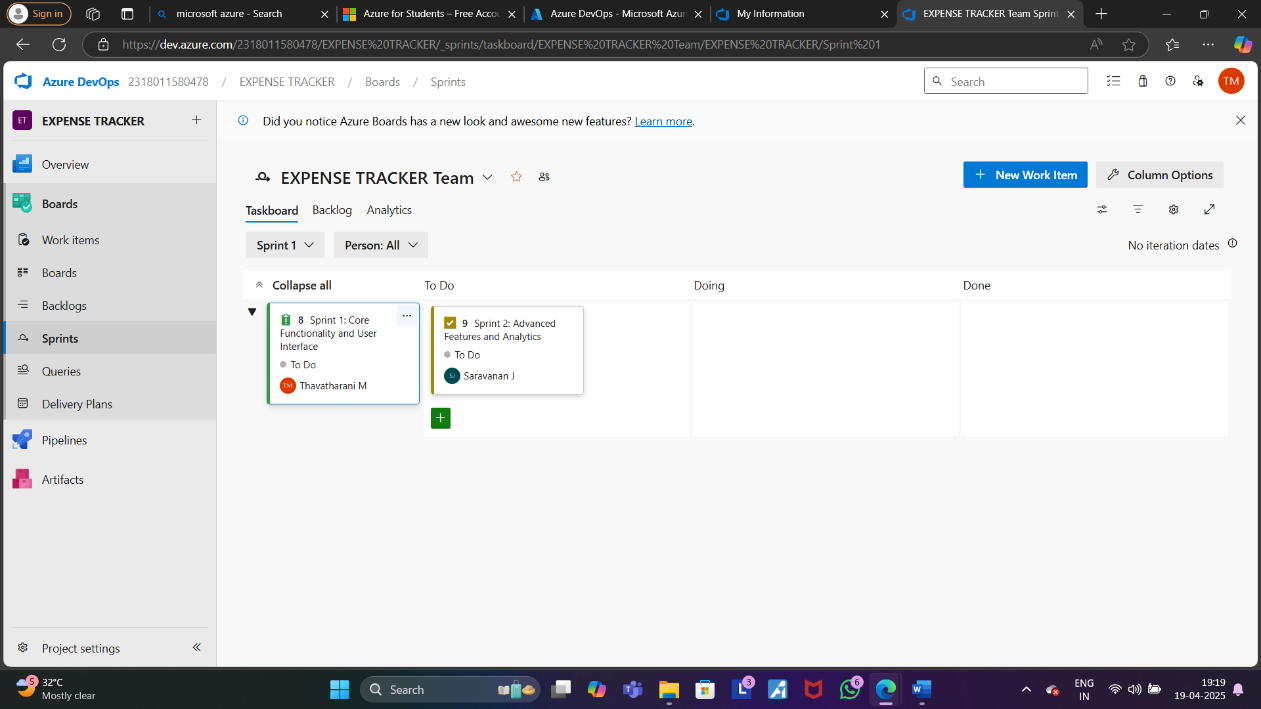 Sign in
microsoft azure - Search
Azure for Students – Free Accou
Azure DevOps - Microsoft Azur
My Information
EXPENSE TRACKER Team Sprint
https://dev.azure.com/2318011580478/EXPENSE%20TRACKER/_sprints/taskboard/EXPENSE%20TRACKER%20Team/EXPENSE%20TRACKER/Sprint%201
Azure DevOps 2318011580478 / EXPENSE TRACKER / Boards / Sprints
Search
TM
ET EXPENSE TRACKER
Did you notice Azure Boards has a new look and awesome new features? Learn more.
Overview
Boards
Work items
Boards
Backlogs
Sprints
Queries
Delivery Plans
Pipelines
Artifacts
Project settings
EXPENSE TRACKER Team
New Work Item
Column Options
Taskboard Backlog Analytics
Sprint 1
Person: All
No iteration dates
Collapse all
To Do
Doing
Done
8 Sprint 1: Core
Functionality and User
Interface
To Do
TM Thavatharani M
9 Sprint 2: Advanced
Features and Analytics
To Do
SJ Saravanan J
5
32°C
Mostly clear
Search
3
6
ENG
IN
19:19
19-04-2025